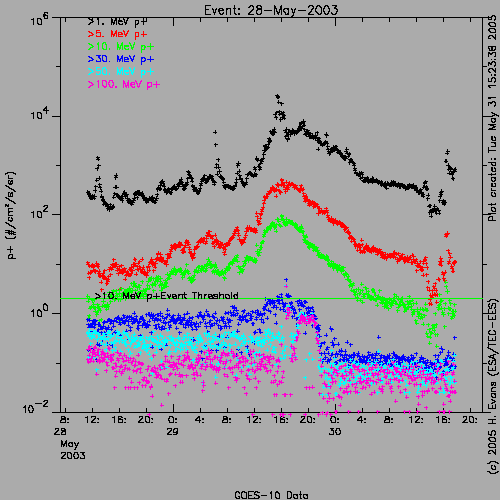 Event: 28-May-2003
10^6
10^4
10^2
10^0
10^-2
p+ (#/cm²/s/sr)
>1. MeV p+
>5. MeV p+
>10. MeV p+
>30. MeV p+
MeV p+
>100. MeV p+
>10. MeV p+Event Threshold
8: 12: 16: 20: 0: 4: 8: 12: 16: 20: 0: 4: 8: 12: 16: 20:
28 29 30
May
2003
GOES-10 Data
Plot created: Tue May 31 15:23:38 2005
(c) 2005 H. Evans (ESA/TEC-EES)